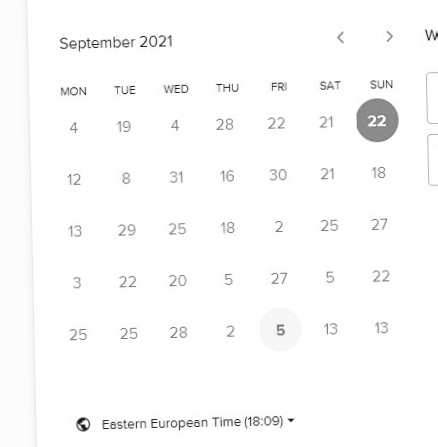 September 2021 < >
MON TUE WED THU FRI SAT SUN
4 19 4 28 22 21 22
12 8 31 16 30 21 18
13 29 25 18 2 25 27
3 22 20 5 27 5 22
25 25 28 2 5 13 13
Eastern European Time (18:09)